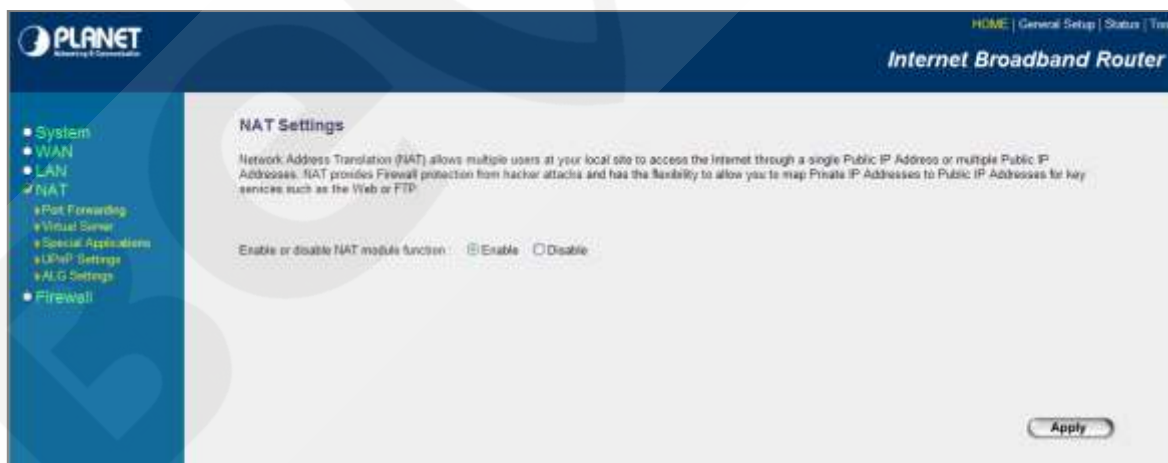 PLANET
Networking & Communication
HOME | General Setup | Status |
Internet Broadband Router
System
WAN
LAN
NAT
Port Forwarding
Virtual Server
Special Applications
UPnP Settings
ALG Settings
Firewall
NAT Settings
Network Address Translation (NAT) allows multiple users at your local site to access the Internet through a single Public IP Address or multiple Public IP
Addresses. NAT provides Firewall protection from hacker attacks and has the flexibility to allow you to map Private IP Addresses to Public IP Addresses for key
services such as the Web or FTP
Enable or disable NAT module function : Enable Disable
Apply